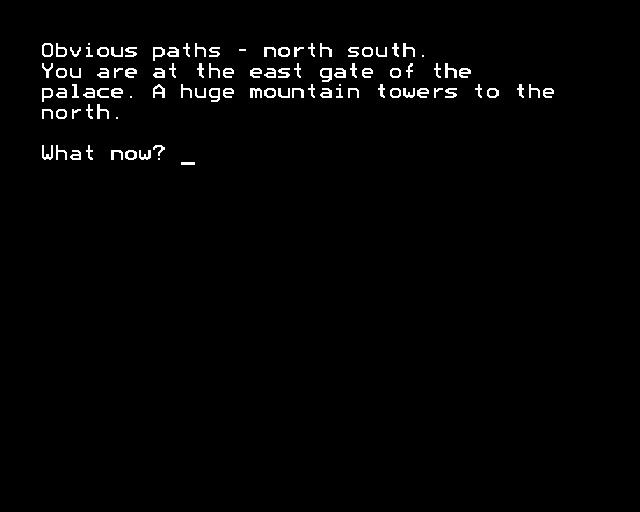 Obvious paths - north south.
You are at the east gate of the
palace. A huge mountain towers to the
north.
What now? _